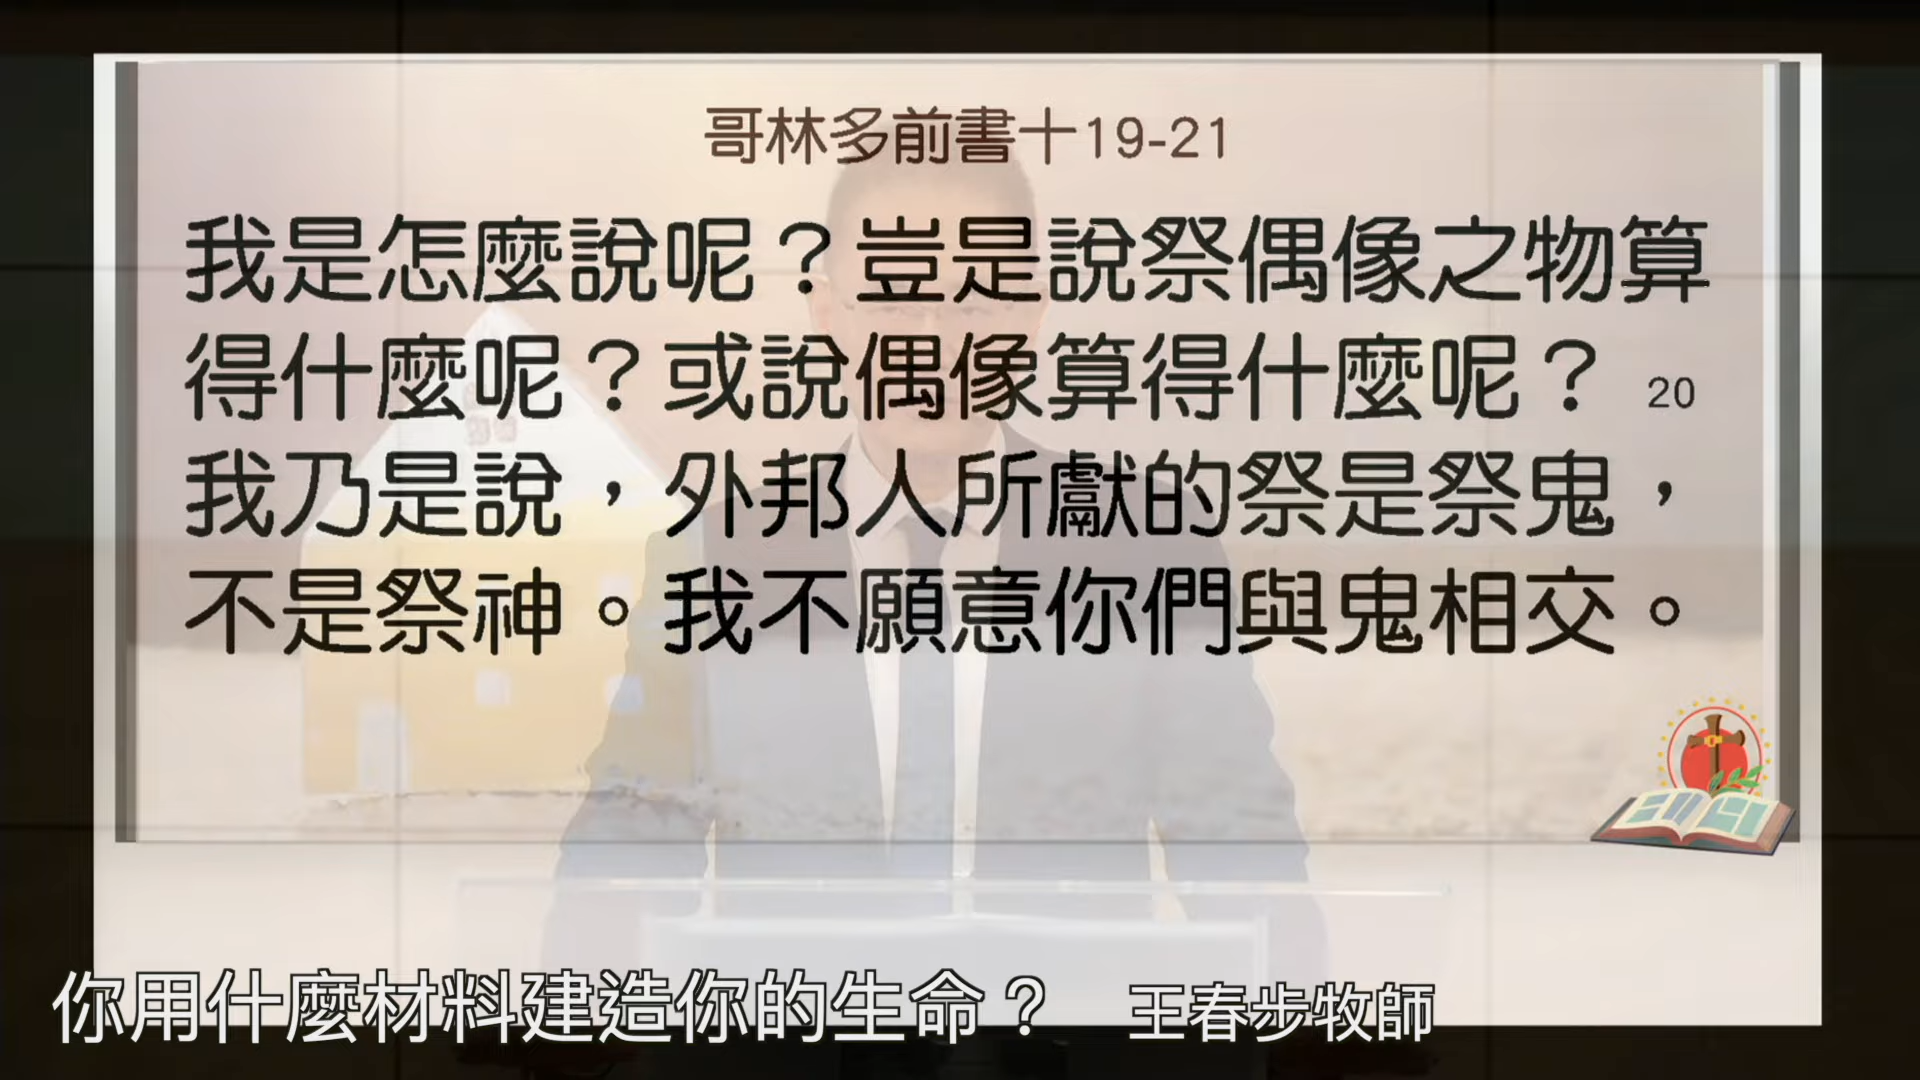 哥林多前書十19-21
我是怎麼說呢？豈是說祭偶像之物算
得什麼呢？或說偶像算得什麼呢？ 20
我乃是說，外邦人所獻的祭是祭鬼，
不是祭神。我不願意你們與鬼相交。
你用什麼材料建造你的生命？ 王春步牧師